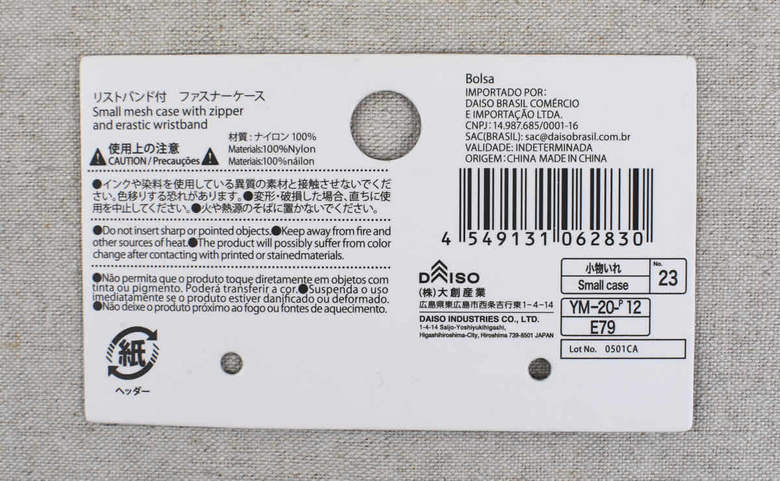 リストバンド付 ファスナーケース
Small mesh case with zipper
and erastic wristband
使用上の注意
CAUTION / Precauções
材質：ナイロン 100%
Materials:100%Nylon
Materials:100%náilon
●インクや染料を使用している異質の素材と接触させないでくだ
さい。色移りする恐れがあります。●変形・破損した場合、直ちに使
用を中止してください。●火や熱源のそばに置かないでください。
●Do not insert sharp or pointed objects.●Keep away from fire and
other sources of heat.●The product will possibly suffer from color
change after contacting with printed or stainedmaterials.
●Não permita que o produto toque diretamente em objetos com
tinta ou pigmento. Poderá transferir a cor.●Suspenda o uso
imediatamente se o produto estiver danificado ou deformado.
●Não deixe o produto próximo ao fogo ou fontes de aquecimento.
紙
ヘッダー
Bolsa
IMPORTADO POR:
DAISO BRASIL COMÉRCIO
E IMPORTAÇÃO LTDA.
CNPJ: 14.987.685/0001-16
SAC(BRASIL): sac@daisobrasil.com.br
VALIDADE: INDETERMINADA
ORIGEM: CHINA MADE IN CHINA
4 549131 062830
DAISO
(株)大創産業
広島県東広島市西条吉行東1-4-14
DAISO INDUSTRIES CO., LTD.
1-4-14 Saijo-Yoshiyukihigashi,
Higashihiroshima-City, Hiroshima 739-8501 JAPAN
小物いれ
Small case
No.
23
YM-20-P 12
E79
Lot No. 0501CA